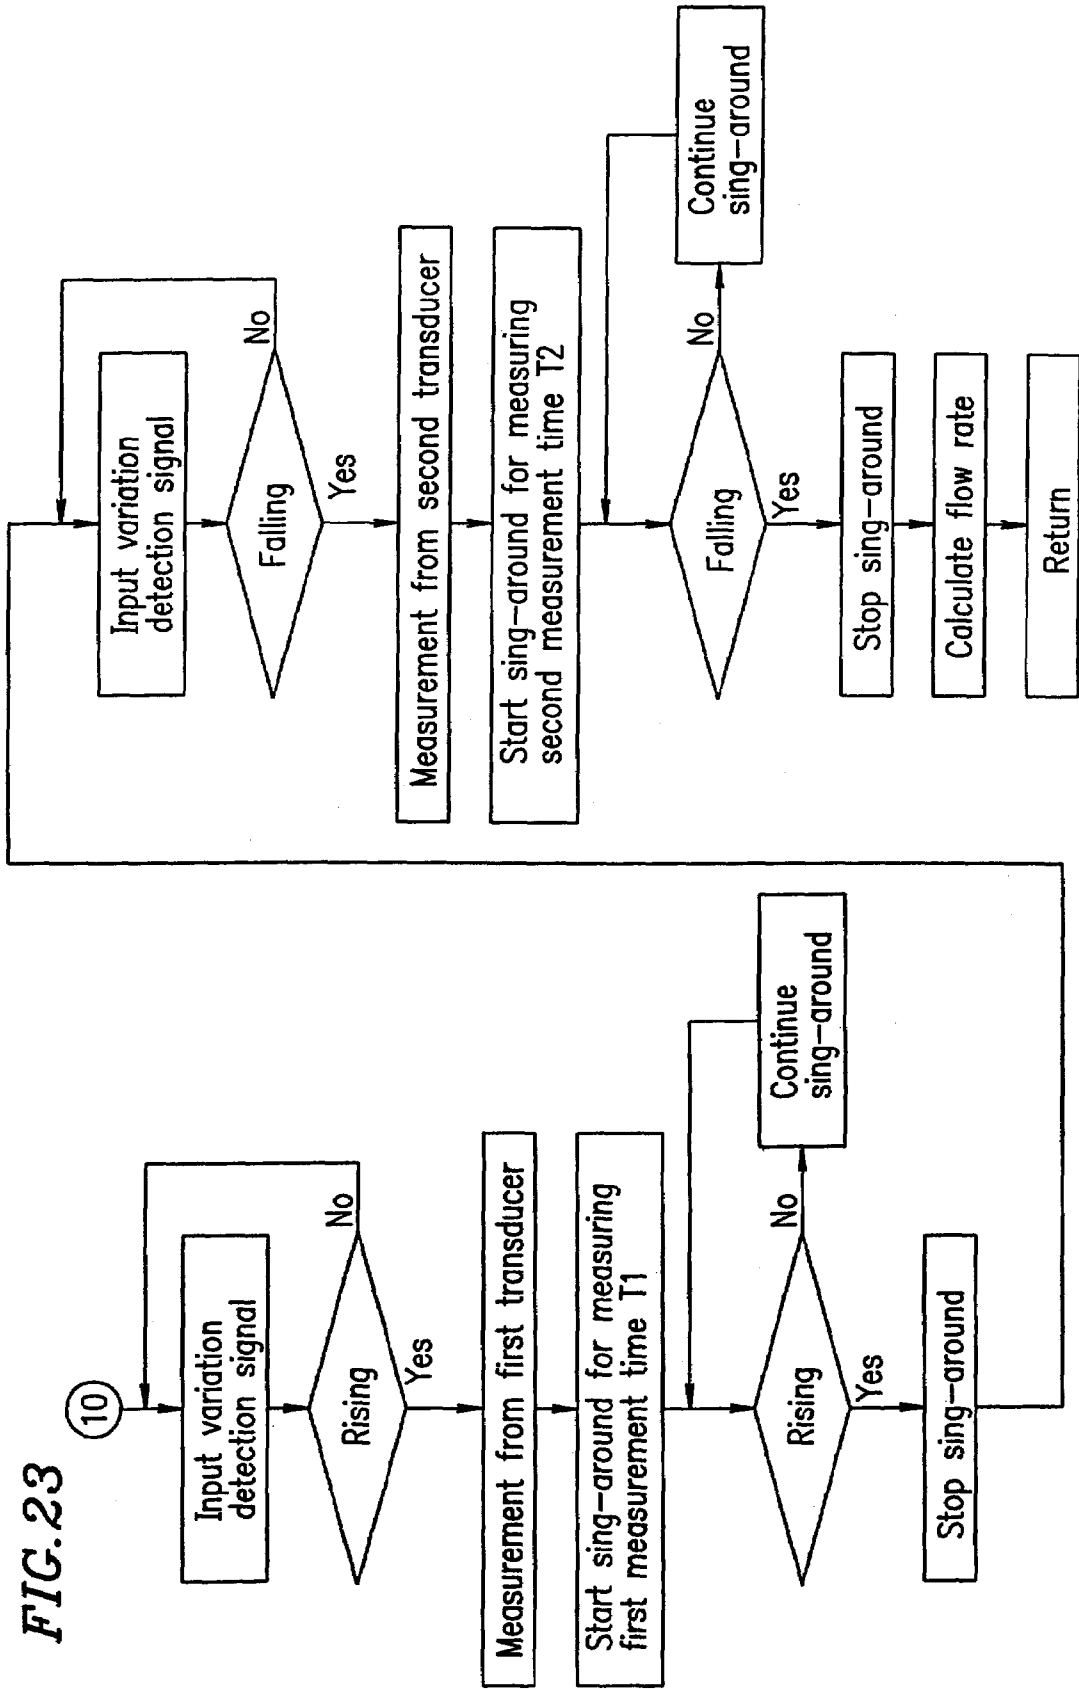 FIG. 23
10
Input variation
detection signal
Rising
No
Yes
Measurement from first transducer
Start sing-around for measuring
first measurement time T1
Rising
No
Continue
sing-around
Yes
Stop sing-around
Input variation
detection signal
Falling
No
Yes
Measurement from second transducer
Start sing-around for measuring
second measurement time T2
Falling
No
Continue
sing-around
Yes
Stop sing-around
Calculate flow rate
Return